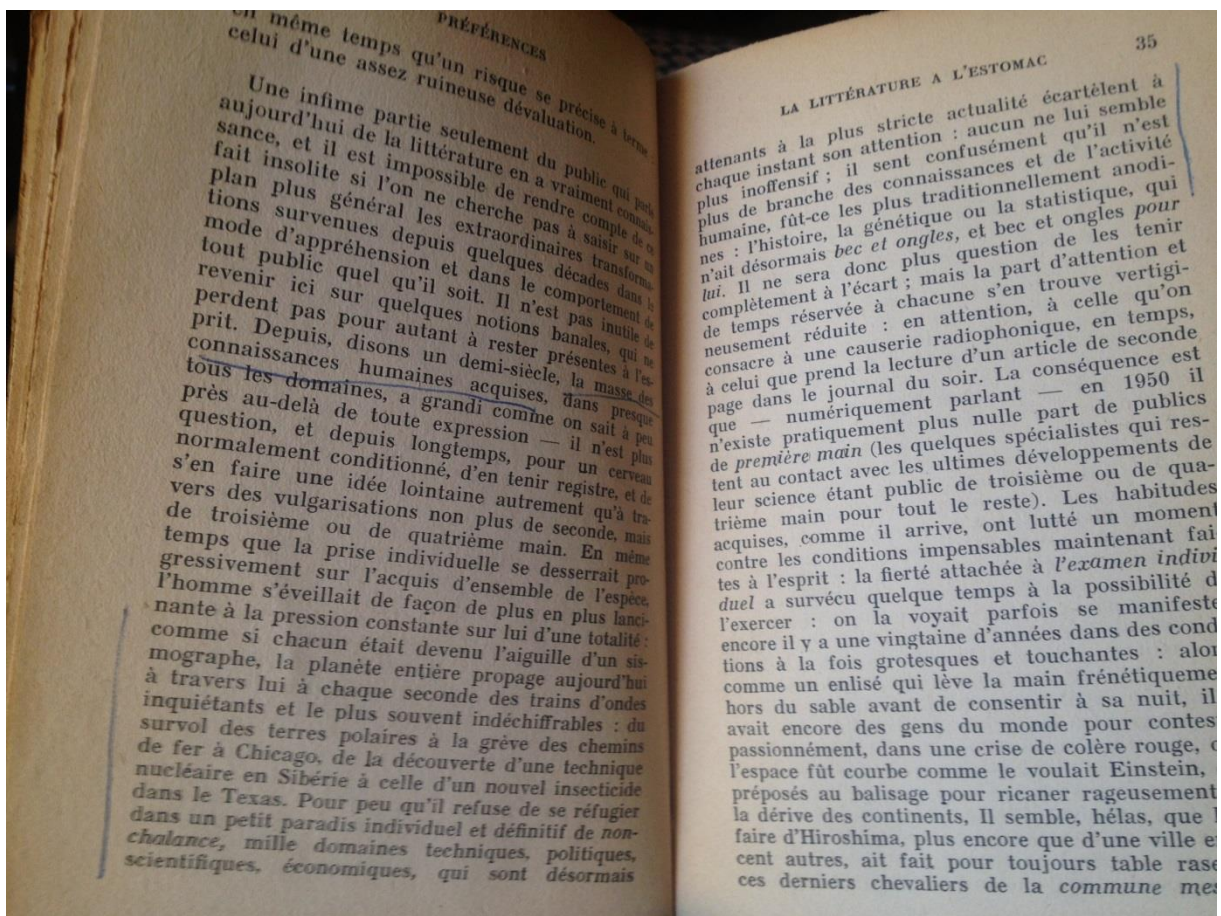 PRÉFÉRENCES
en même temps qu'un risque se précise à terme :
celui d'une assez ruineuse dévaluation.
Une infime partie seulement du public qui parle
aujourd'hui de la littérature en a vraiment connais-
sance, et il est impossible de rendre compte de ce
fait insolite si l'on ne cherche pas à saisir sur un
plan plus général les extraordinaires transforma-
tions survenues depuis quelques décades dans le
mode d'appréhension et dans le comportement de
tout public quel qu'il soit. Il n'est pas inutile de
revenir ici sur quelques notions banales, qui ne
perdent pas pour autant à rester présentes à l'es-
prit. Depuis, disons un demi-siècle, la masse des
connaissances humaines acquises, dans presque
tous les domaines, a grandi comme on sait à peu
près au-delà de toute expression — il n'est plus
question, et depuis longtemps, pour un cerveau
normalement conditionné, d'en tenir registre, et de
s'en faire une idée lointaine autrement qu'à tra-
vers des vulgarisations non plus de seconde, mais
de troisième ou de quatrième main. En même
temps que la prise individuelle se desserrait pro-
gressivement sur l'acquis d'ensemble de l'espèce,
l'homme s'éveillait de façon de plus en plus lanci-
nante à la pression constante sur lui d'une totalité :
comme si chacun était devenu l'aiguille d'un sis-
mographe, la planète entière propage aujourd'hui
à travers lui à chaque seconde des trains d'ondes
inquiétants et le plus souvent indéchiffrables : du
survol des terres polaires à la grève des chemins
de fer à Chicago, de la découverte d'une technique
nucléaire en Sibérie à celle d'un nouvel insecticide
dans le Texas. Pour peu qu'il refuse de se réfugier
dans un petit paradis individuel et définitif de non-
chalance, mille domaines techniques, politiques,
scientifiques, économiques, qui sont désormais
LA LITTÉRATURE A L'ESTOMAC 35
attenants à la plus stricte actualité écartèlent à
chaque instant son attention : aucun ne lui semble
plus inoffensif ; il sent confusément qu'il n'est
plus de branche des connaissances et de l'activité
humaine, fût-ce les plus traditionnellement anodi-
nes : l'histoire, la génétique ou la statistique, qui
n'ait désormais bec et ongles, et bec et ongles pour
lui. Il ne sera donc plus question de les tenir
complètement à l'écart ; mais la part d'attention et
de temps réservée à chacune s'en trouve vertigi-
neusement réduite : en attention, à celle qu'on
consacre à une causerie radiophonique, en temps,
à celui que prend la lecture d'un article de seconde
page dans le journal du soir. La conséquence est
que — numériquement parlant — en 1950 il
n'existe pratiquement plus nulle part de publics
de première main (les quelques spécialistes qui res-
tent au contact avec les ultimes développements de
leur science étant public de troisième ou de qua-
trième main pour tout le reste). Les habitudes
acquises, comme il arrive, ont lutté un moment
contre les conditions impensables maintenant fai-
tes à l'esprit : la fierté attachée à l'examen indivi
duel a survécu quelque temps à la possibilité d
l'exercer : on la voyait parfois se manifeste
encore il y a une vingtaine d'années dans des cond
tions à la fois grotesques et touchantes : alor
comme un enlisé qui lève la main frénétiqueme
hors du sable avant de consentir à sa nuit, il
avait encore des gens du monde pour contes
passionnément, dans une crise de colère rouge, q
l'espace fût courbe comme le voulait Einstein,
préposés au balisage pour ricaner rageusement
la dérive des continents, Il semble, hélas, que l
faire d'Hiroshima, plus encore que d'une ville e
cent autres, ait fait pour toujours table rase
ces derniers chevaliers de la commune mes